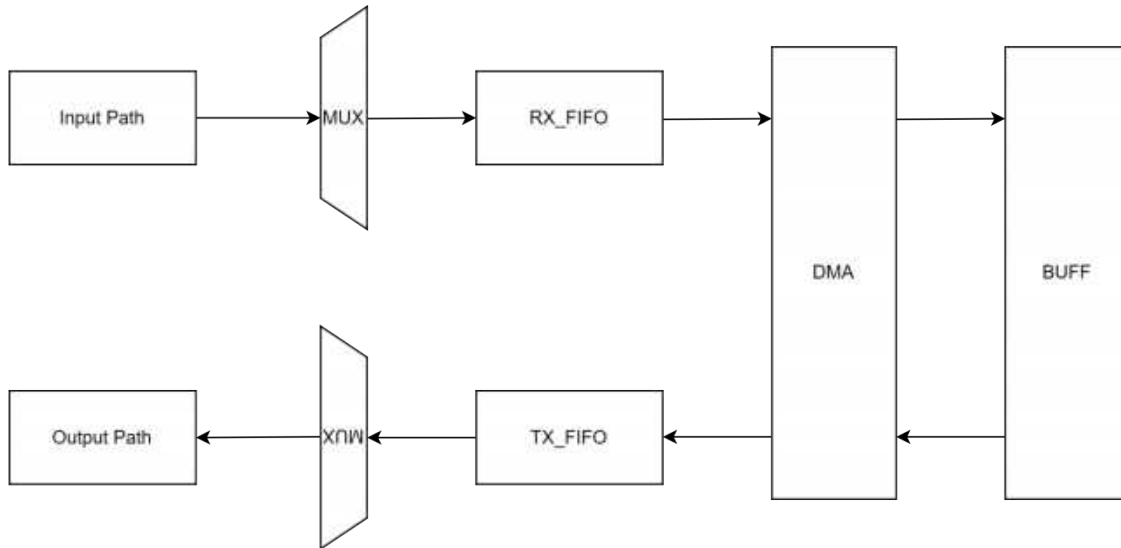 Input Path
MUX
RX_FIFO
DMA
BUFF
Output Path
MUX
TX_FIFO